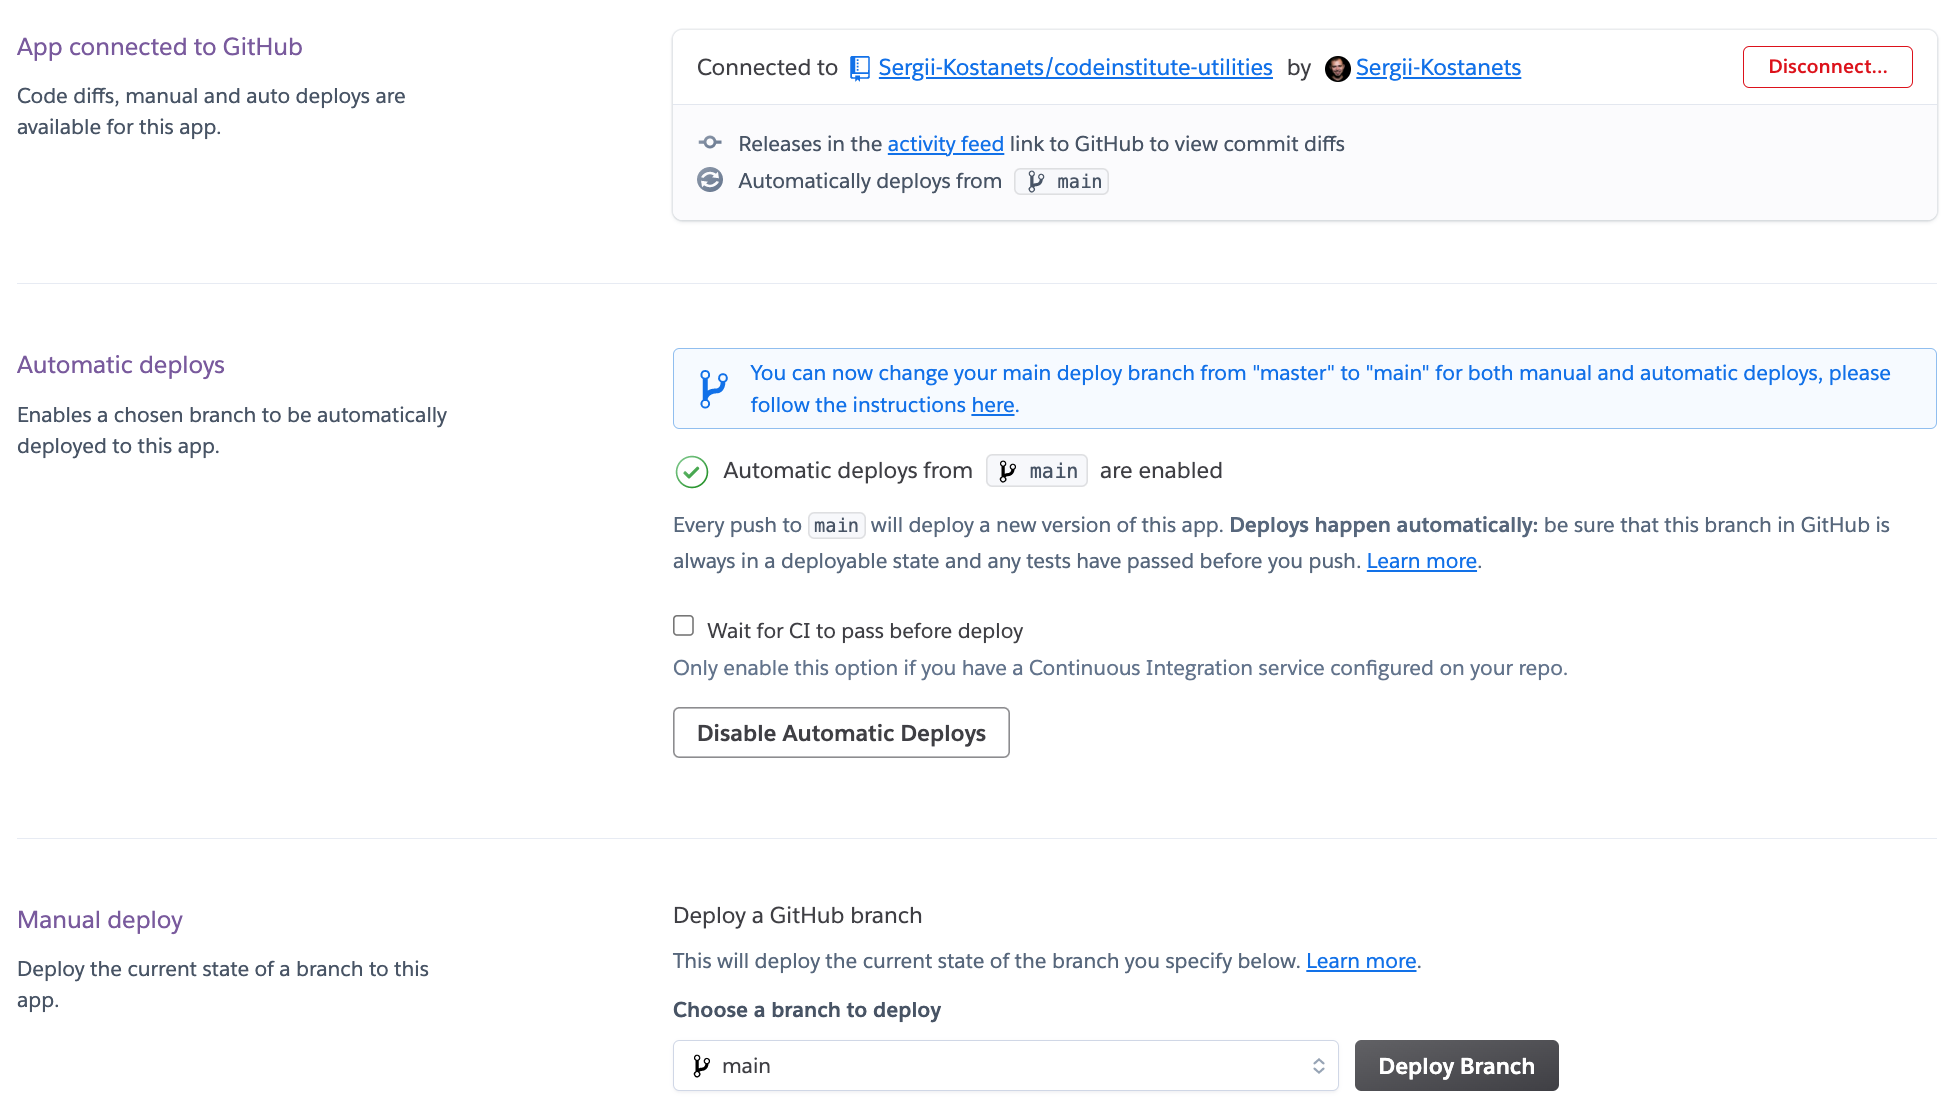 App connected to GitHub
Code diffs, manual and auto deploys are
available for this app.
Connected to Sergii-Kostanets/codeinstitute-utilities by Sergii-Kostanets
Disconnect...
Releases in the activity feed link to GitHub to view commit diffs
Automatically deploys from main
Automatic deploys
Enables a chosen branch to be automatically
deployed to this app.
You can now change your main deploy branch from "master" to "main" for both manual and automatic deploys, please
follow the instructions here.
Automatic deploys from main are enabled
Every push to main will deploy a new version of this app. Deploys happen automatically: be sure that this branch in GitHub is
always in a deployable state and any tests have passed before you push. Learn more.
Wait for CI to pass before deploy
Only enable this option if you have a Continuous Integration service configured on your repo.
Disable Automatic Deploys
Manual deploy
Deploy the current state of a branch to this
app.
Deploy a GitHub branch
This will deploy the current state of the branch you specify below. Learn more.
Choose a branch to deploy
main
Deploy Branch